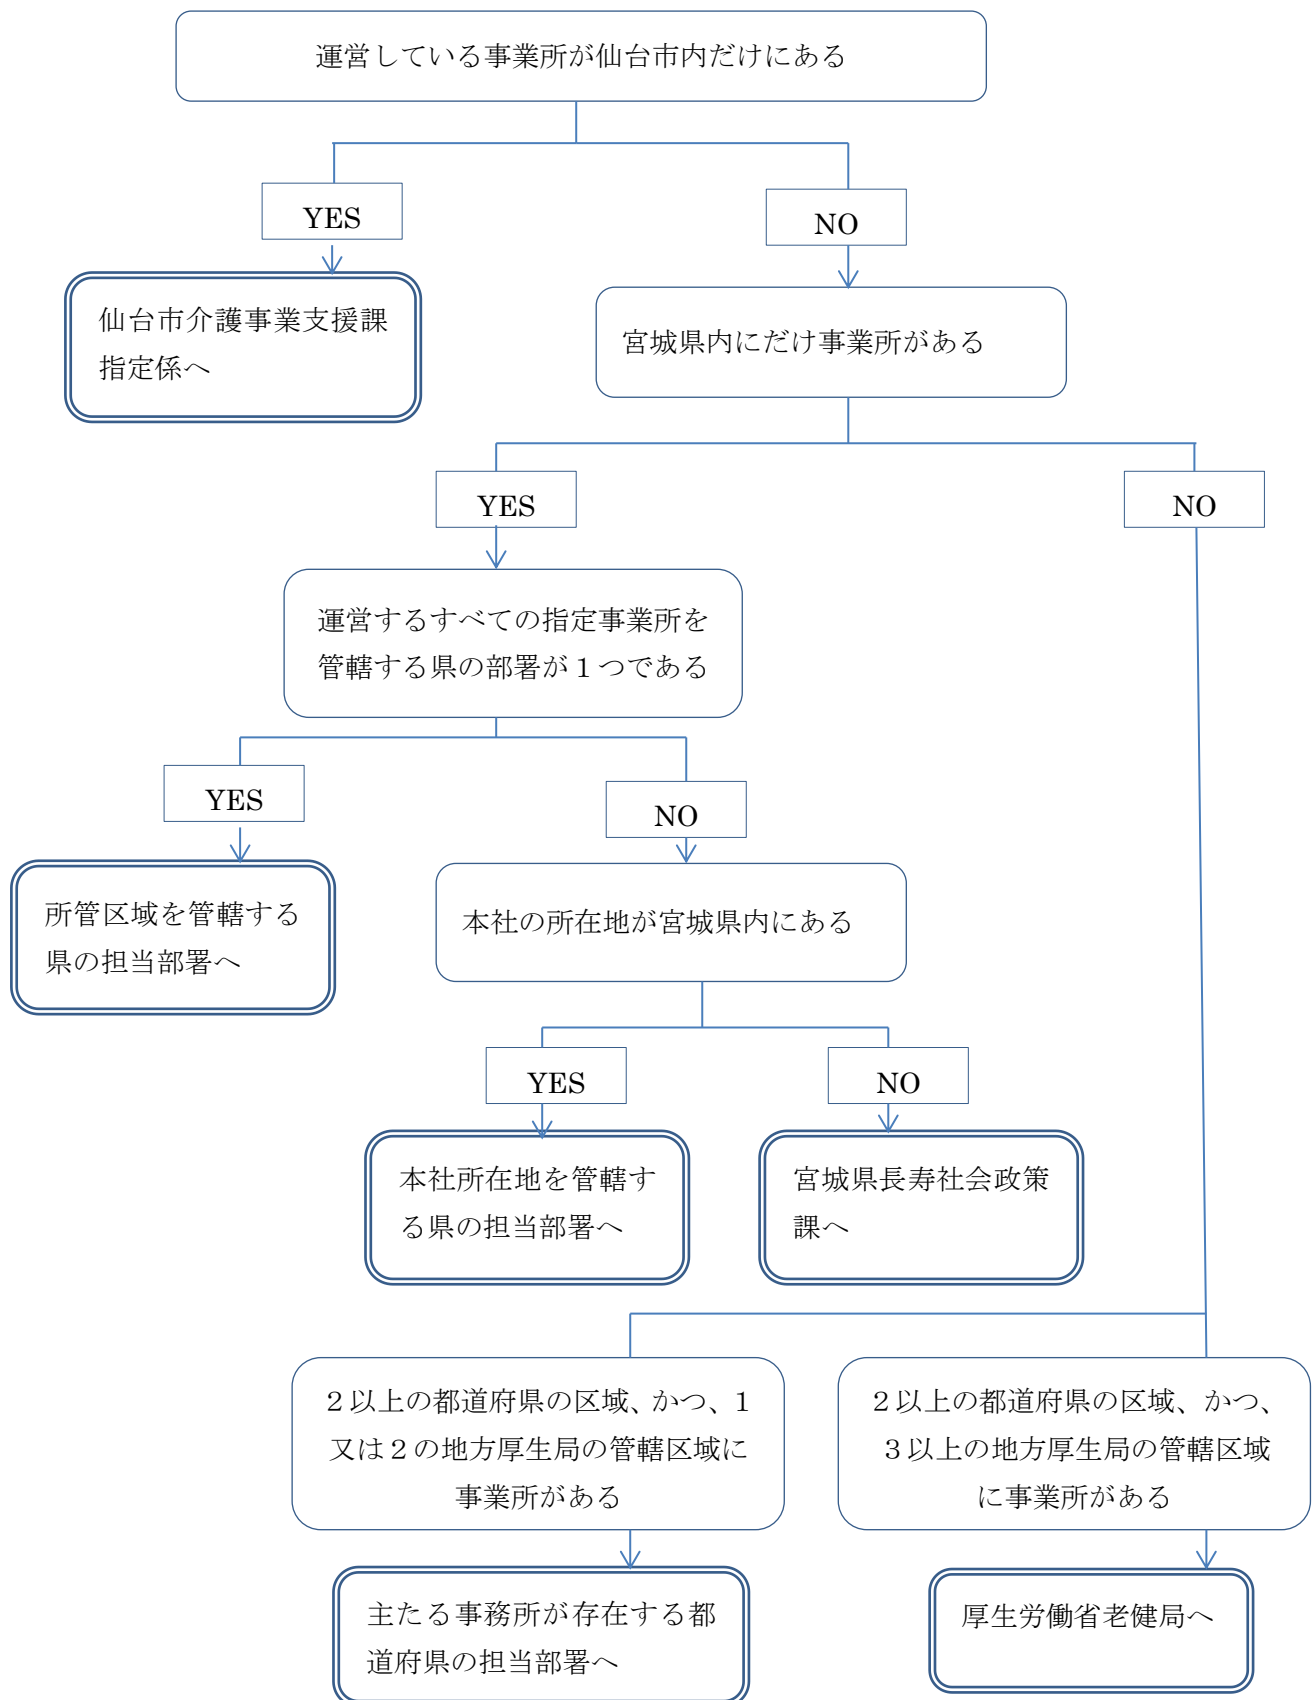 運営している事業所が仙台市内だけにある
YES
NO
仙台市介護事業支援課
指定係へ
宮城県内にだけ事業所がある
YES
NO
運営するすべての指定事業所を
管轄する県の部署が１つである
YES
NO
所管区域を管轄する
県の担当部署へ
本社の所在地が宮城県内にある
YES
NO
本社所在地を管轄す
る県の担当部署へ
宮城県長寿社会政策
課へ
２以上の都道府県の区域、かつ、1
又は２の地方厚生局の管轄区域に
事業所がある
２以上の都道府県の区域、かつ、
３以上の地方厚生局の管轄区域
に事業所がある
主たる事務所が存在する都
道府県の担当部署へ
厚生労働省老健局へ